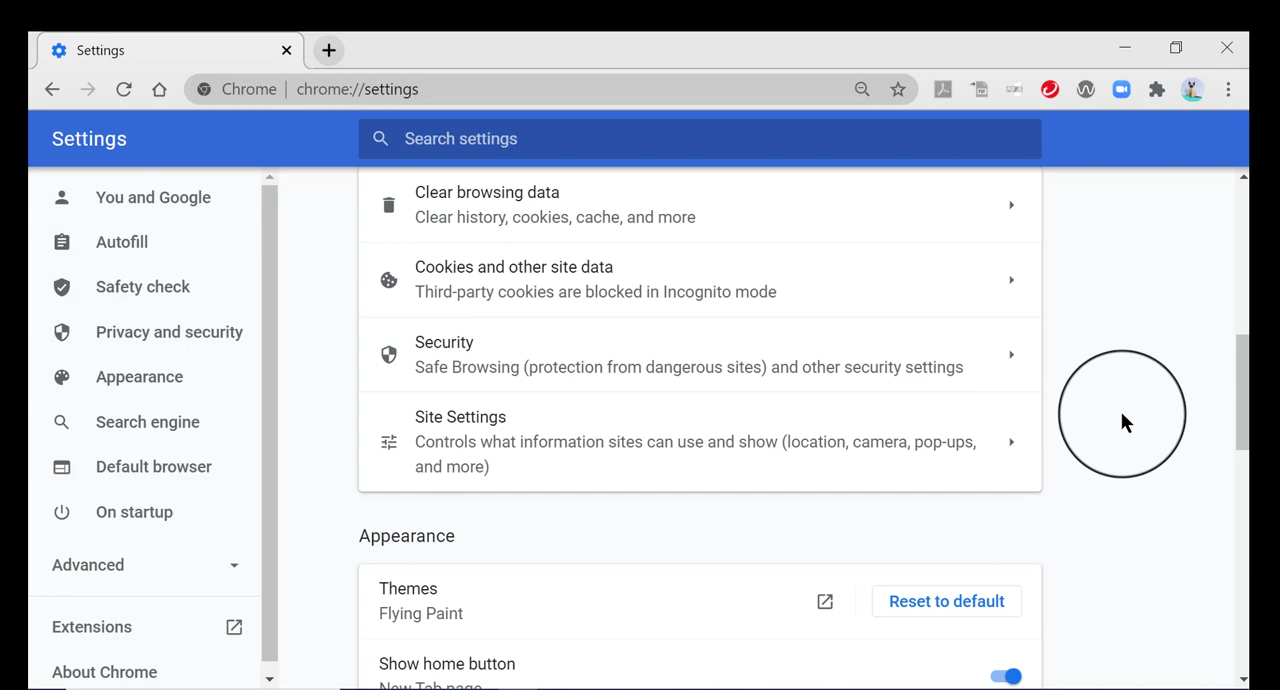 Settings
Chrome
chrome://settings
Settings
Search settings
You and Google
Autofill
Safety check
Privacy and security
Appearance
Search engine
Default browser
On startup
Advanced
Extensions
About Chrome
Clear browsing data
Clear history, cookies, cache, and more
Cookies and other site data
Third-party cookies are blocked in Incognito mode
Security
Safe Browsing (protection from dangerous sites) and other security settings
Site Settings
Controls what information sites can use and show (location, camera, pop-ups,
and more)
Appearance
Themes
Flying Paint
Reset to default
Show home button
New Tab page